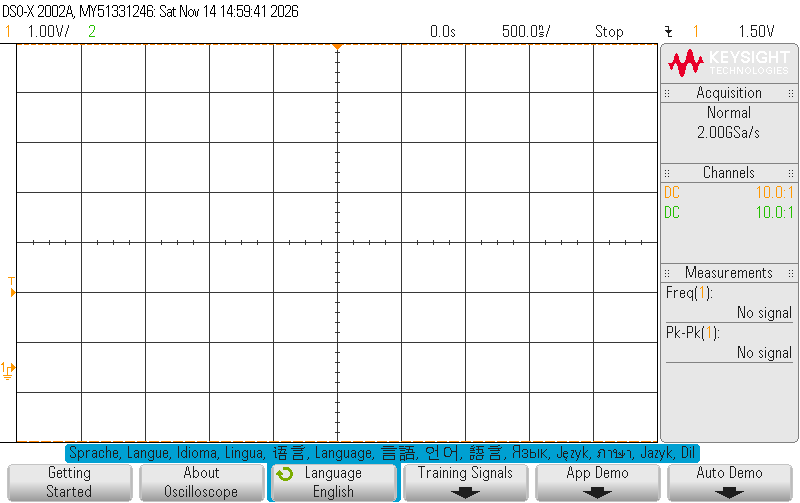 DSO-X 2002A, MY51331246: Sat Nov 14 14:59:41 2026
1 1.00V/ 2 0.0s 500.0s/ Stop 1 1.50V
KEYSIGHT
TECHNOLOGIES
Acquisition
Normal
2.00GSa/s
Channels
DC 10.0:1
DC 10.0:1
T
1
Measurements
Freq(1):
No signal
Pk-Pk(1):
No signal
Sprache, Langue, Idioma, Lingua, 语言, Language, 言語, 언어, 語言, Язык, Język, ภาษา, Jazyk, Dil
Getting
Started
About
Oscilloscope
Language
English
Training Signals
App Demo
Auto Demo